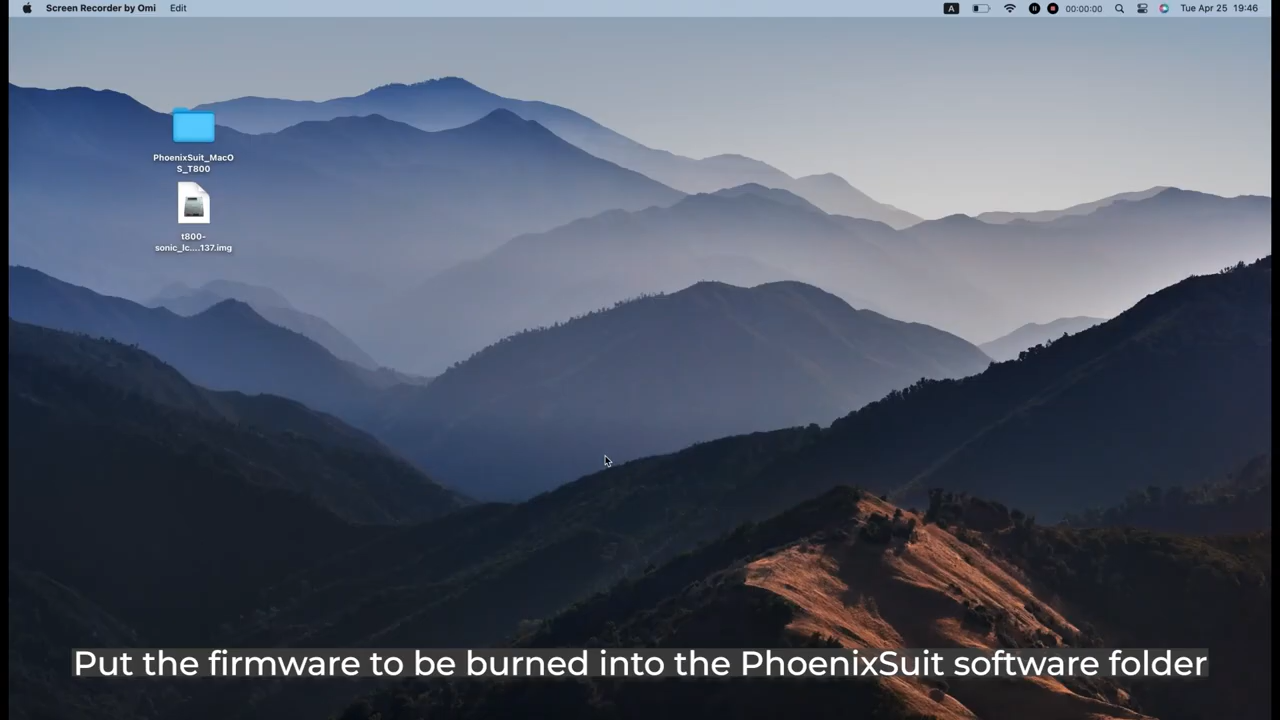 Screen Recorder by Omi Edit A 00:00:00 Tue Apr 25 19:46
PhoenixSuit_MacO
S_T800
t800-
sonic_lc....137.img
Put the firmware to be burned into the PhoenixSuit software folder